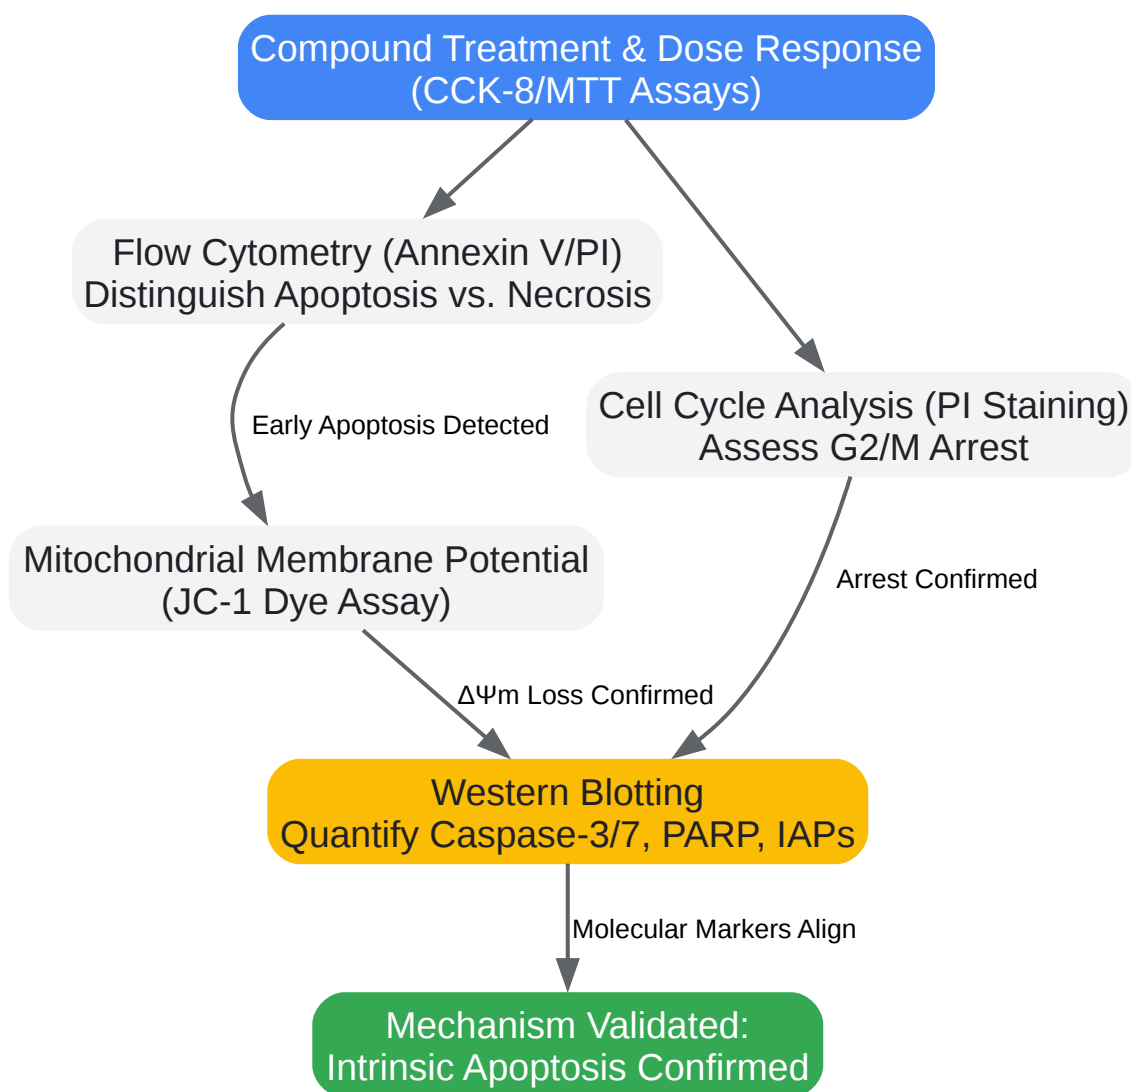 Compound Treatment & Dose Response
(CCK-8/MTT Assays)
Flow Cytometry (Annexin V/PI)
Distinguish Apoptosis vs. Necrosis
Early Apoptosis Detected
Cell Cycle Analysis (PI Staining)
Assess G2/M Arrest
Mitochondrial Membrane Potential
(JC-1 Dye Assay)
Arrest Confirmed
ΔΨm Loss Confirmed
Western Blotting
Quantify Caspase-3/7, PARP, IAPs
Molecular Markers Align
Mechanism Validated:
Intrinsic Apoptosis Confirmed